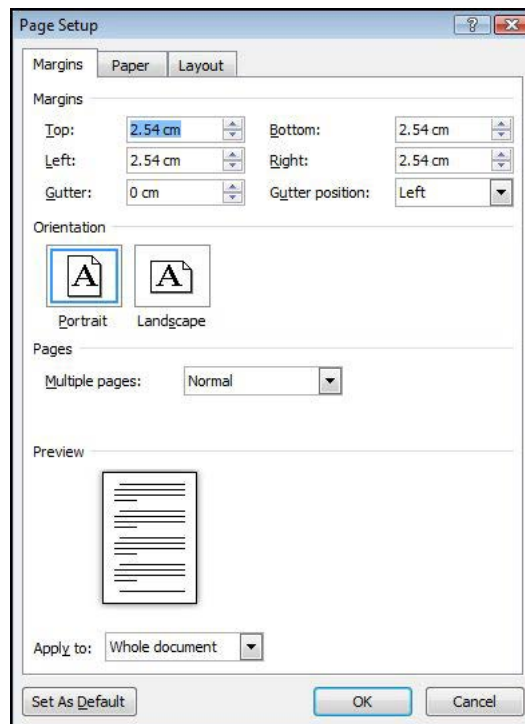 Page Setup
Margins Paper Layout
Margins
Top: 2.54 cm Bottom: 2.54 cm
Left: 2.54 cm Right: 2.54 cm
Gutter: 0 cm Gutter position: Left
Orientation
A A
Portrait Landscape
Pages
Multiple pages: Normal
Preview
Apply to: Whole document
Set As Default OK Cancel